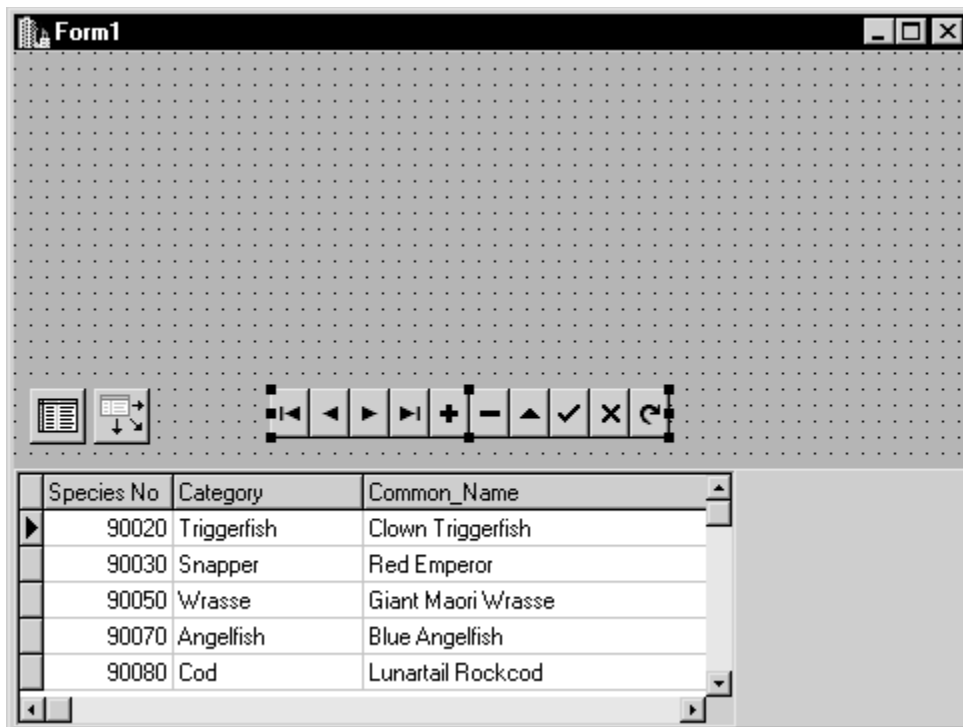 Form1
Species No Category Common_Name
90020 Triggerfish Clown Triggerfish
90030 Snapper Red Emperor
90050 Wrasse Giant Maori Wrasse
90070 Angelfish Blue Angelfish
90080 Cod Lunartail Rockcod